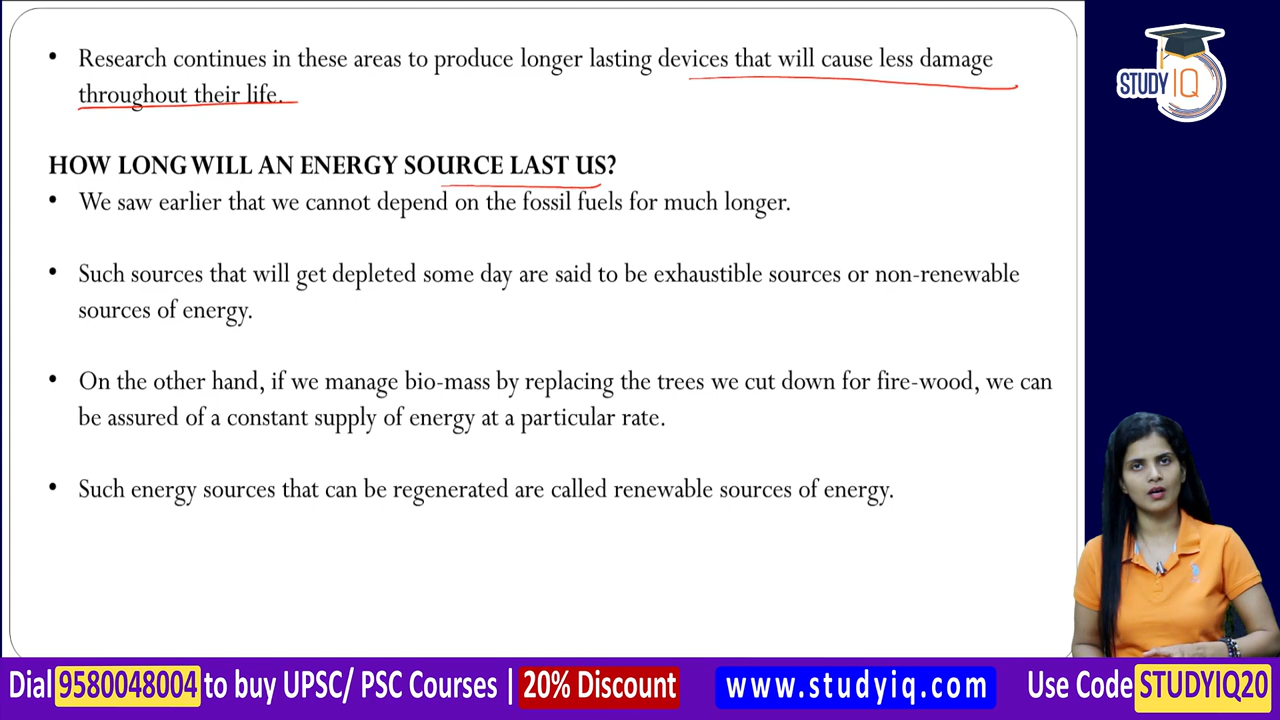 • Research continues in these areas to produce longer lasting devices that will cause less damage
throughout their life.
HOW LONG WILL AN ENERGY SOURCE LAST US?
• We saw earlier that we cannot depend on the fossil fuels for much longer.
• Such sources that will get depleted some day are said to be exhaustible sources or non-renewable
sources of energy.
• On the other hand, if we manage bio-mass by replacing the trees we cut down for fire-wood, we can
be assured of a constant supply of energy at a particular rate.
• Such energy sources that can be regenerated are called renewable sources of energy.
STUDY IQ
Dial 9580048004 to buy UPSC/ PSC Courses | 20% Discount www.studyiq.com Use Code STUDYIQ20